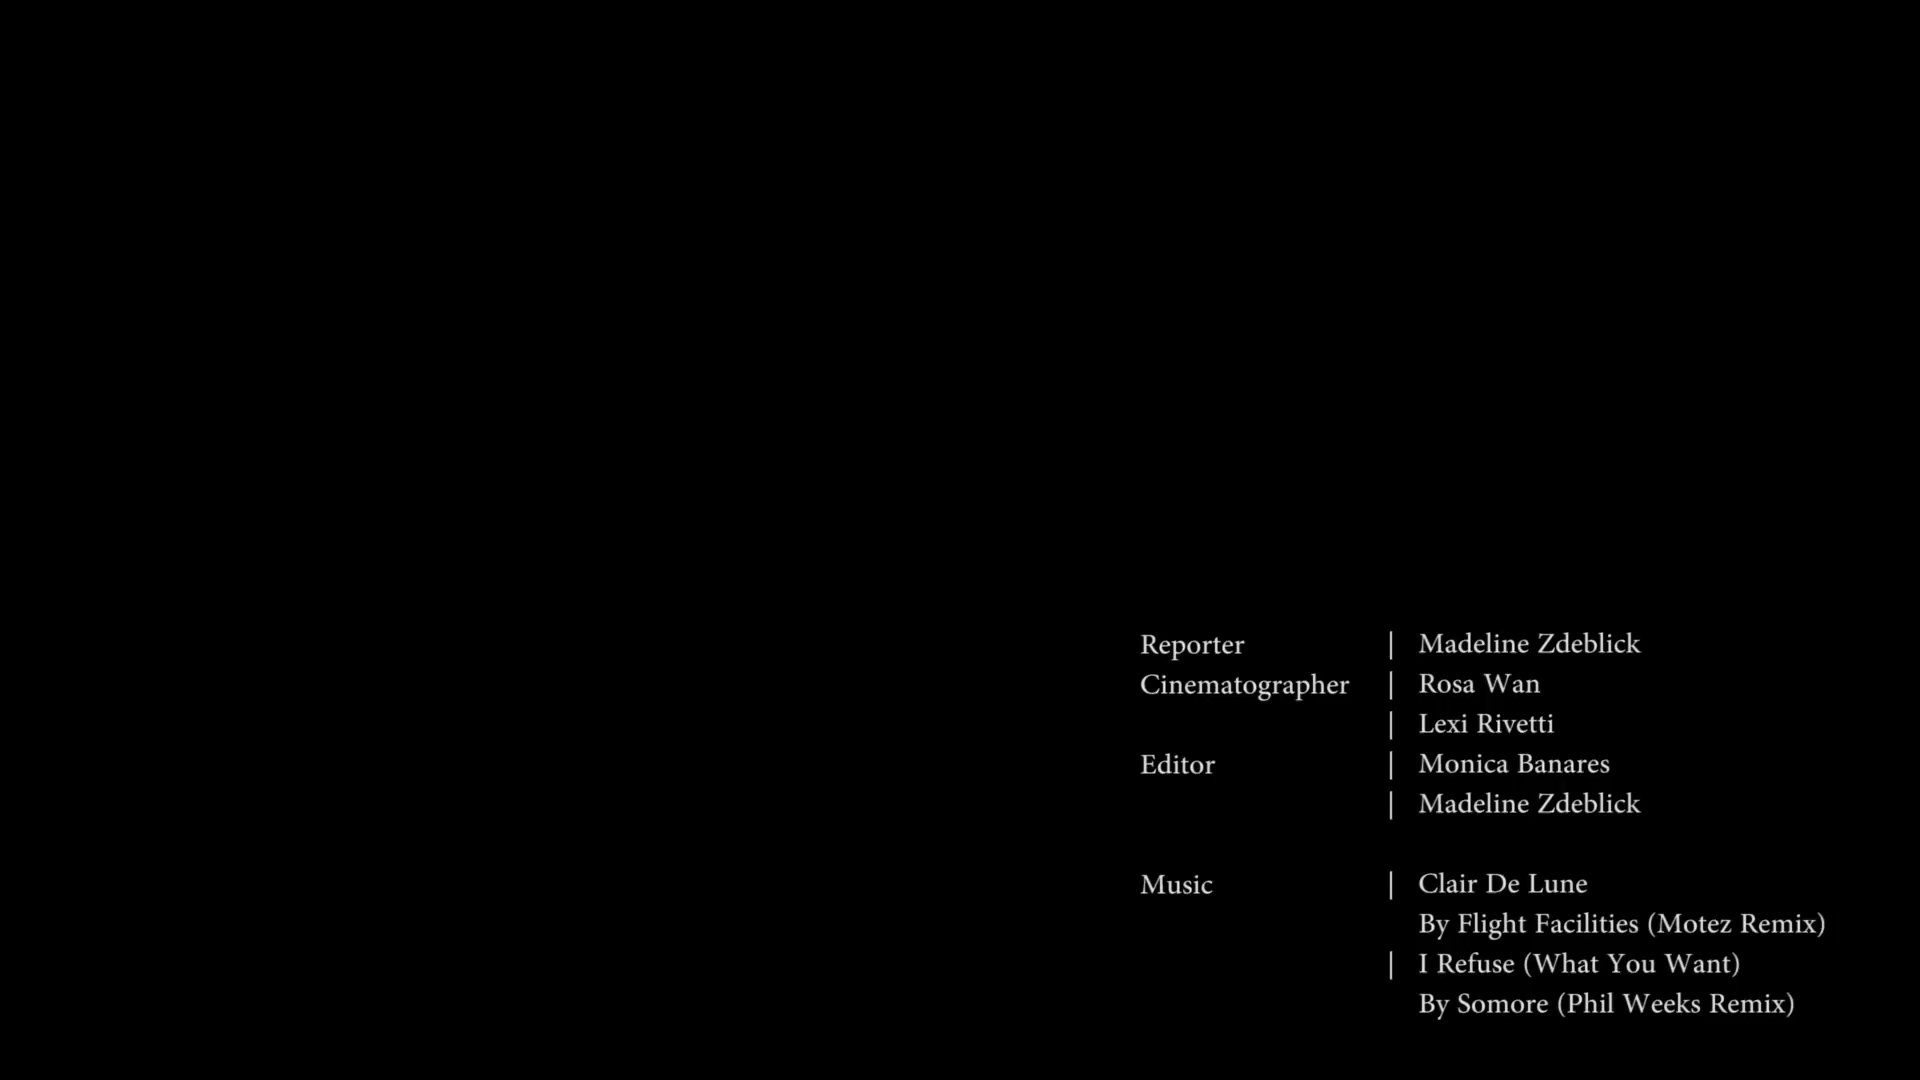 Reporter | Madeline Zdeblick
Cinematographer | Rosa Wan
| Lexi Rivetti
Editor | Monica Banares
| Madeline Zdeblick
Music | Clair De Lune
By Flight Facilities (Motez Remix)
| I Refuse (What You Want)
By Somore (Phil Weeks Remix)